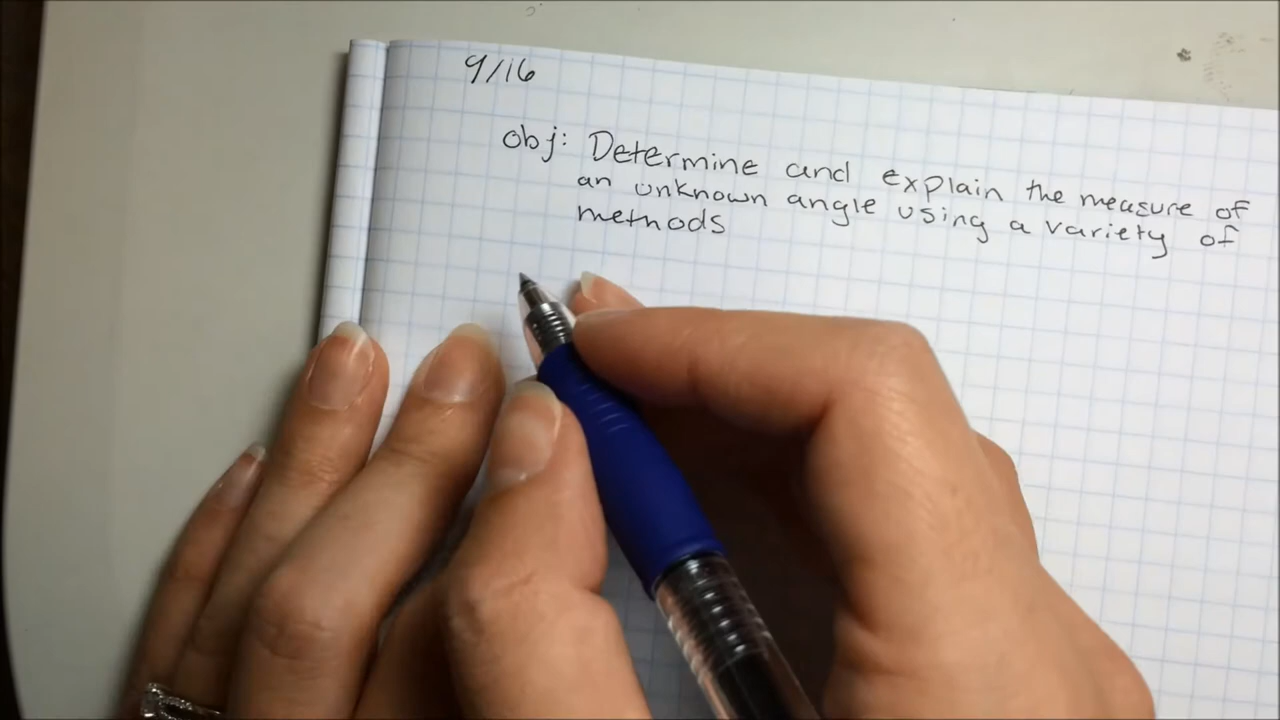 9/16
obj: Determine and explain the measure of
an unknown angle using a variety of
methods